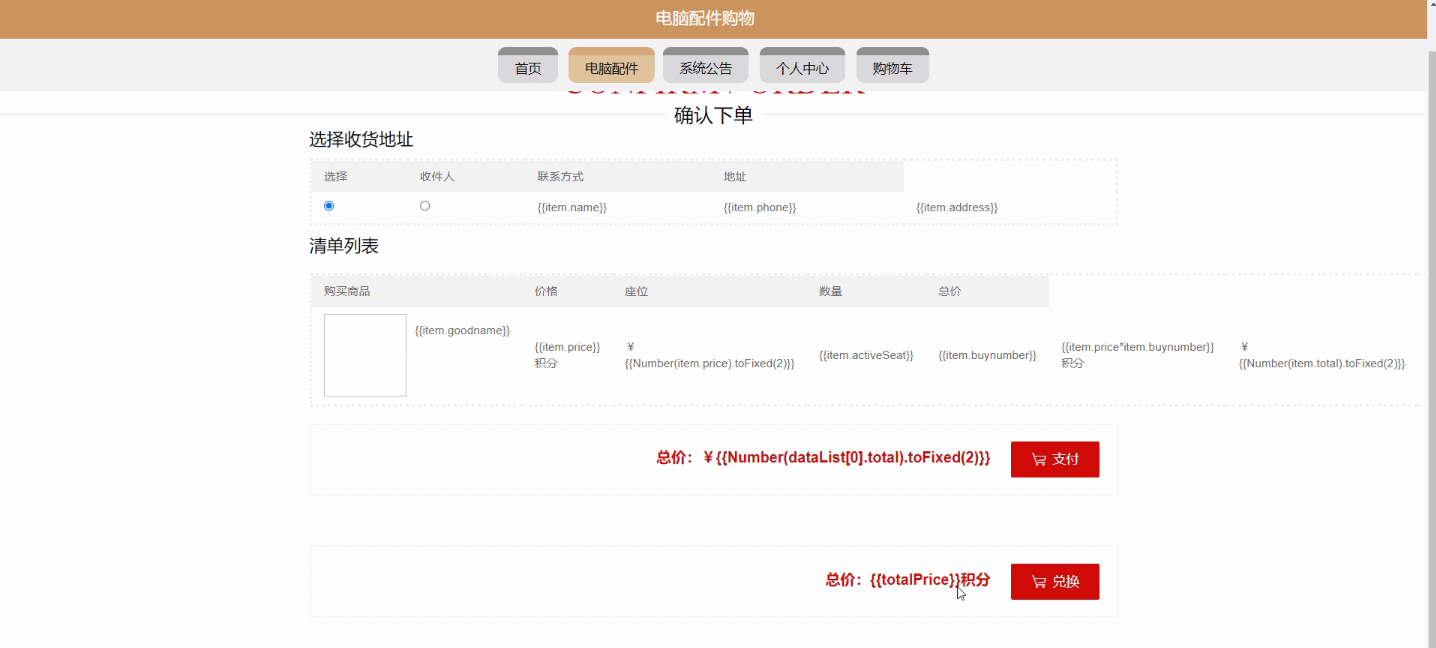 电脑配件购物
首页 电脑配件 系统公告 个人中心 购物车
确认下单
选择收货地址
选择 收件人 联系方式 地址
{{item.name}} {{item.phone}} {{item.address}}
清单列表
购买商品 价格 座位 数量 总价
{{item.goodname}}
{{item.price}} ¥ {{item.price*item.buynumber}} ¥
{{item.activeSeat}} {{item.buynumber}}
积分 {{Number(item.price).toFixed(2)}} 积分 {{Number(item.total).toFixed(2)}}
总价：¥{{Number(dataList[0].total).toFixed(2)}} 支付
总价：{{totalPrice}}积分 兑换